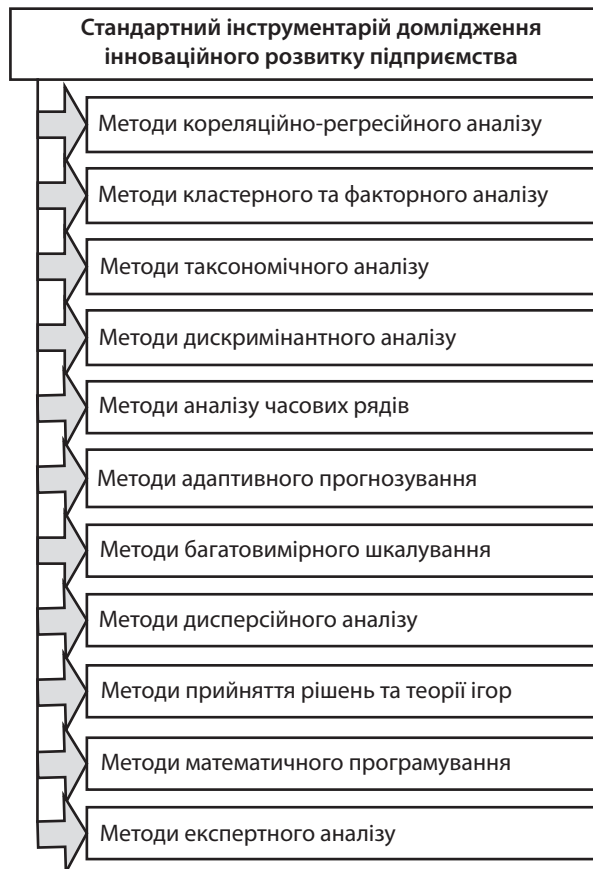 Стандартний інструментарій домлідження
інноваційного розвитку підприємства
Методи кореляційно-регресійного аналізу
Методи кластерного та факторного аналізу
Методи таксономічного аналізу
Методи дискримінантного аналізу
Методи аналізу часових рядів
Методи адаптивного прогнозування
Методи багатовимірного шкалування
Методи дисперсійного аналізу
Методи прийняття рішень та теорії ігор
Методи математичного програмування
Методи експертного аналізу